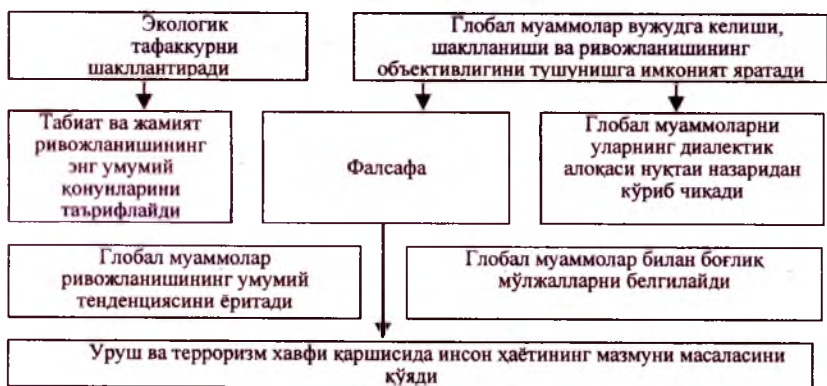 Экологик
тафаккурни
шакллантиради
Глобал муаммолар вужудга келиши,
шаклланиши ва ривожланишининг
объективлигини тушунишга имконият яратади
Табиат ва жамият
ривожланишининг
энг умумий
қонунларини
таърифлайди
Фалсафа
Глобал муаммоларни
уларнинг диалектик
алоқаси нуқтаи назаридан
кўриб чиқади
Глобал муаммолар
ривожланишининг умумий
тенденциясини ёритади
Глобал муаммолар билан боғлиқ
мўлжалларни белгилайди
Уруш ва терроризм хавфи қаршисида инсон ҳаётининг мазмуни масаласини
қўяди